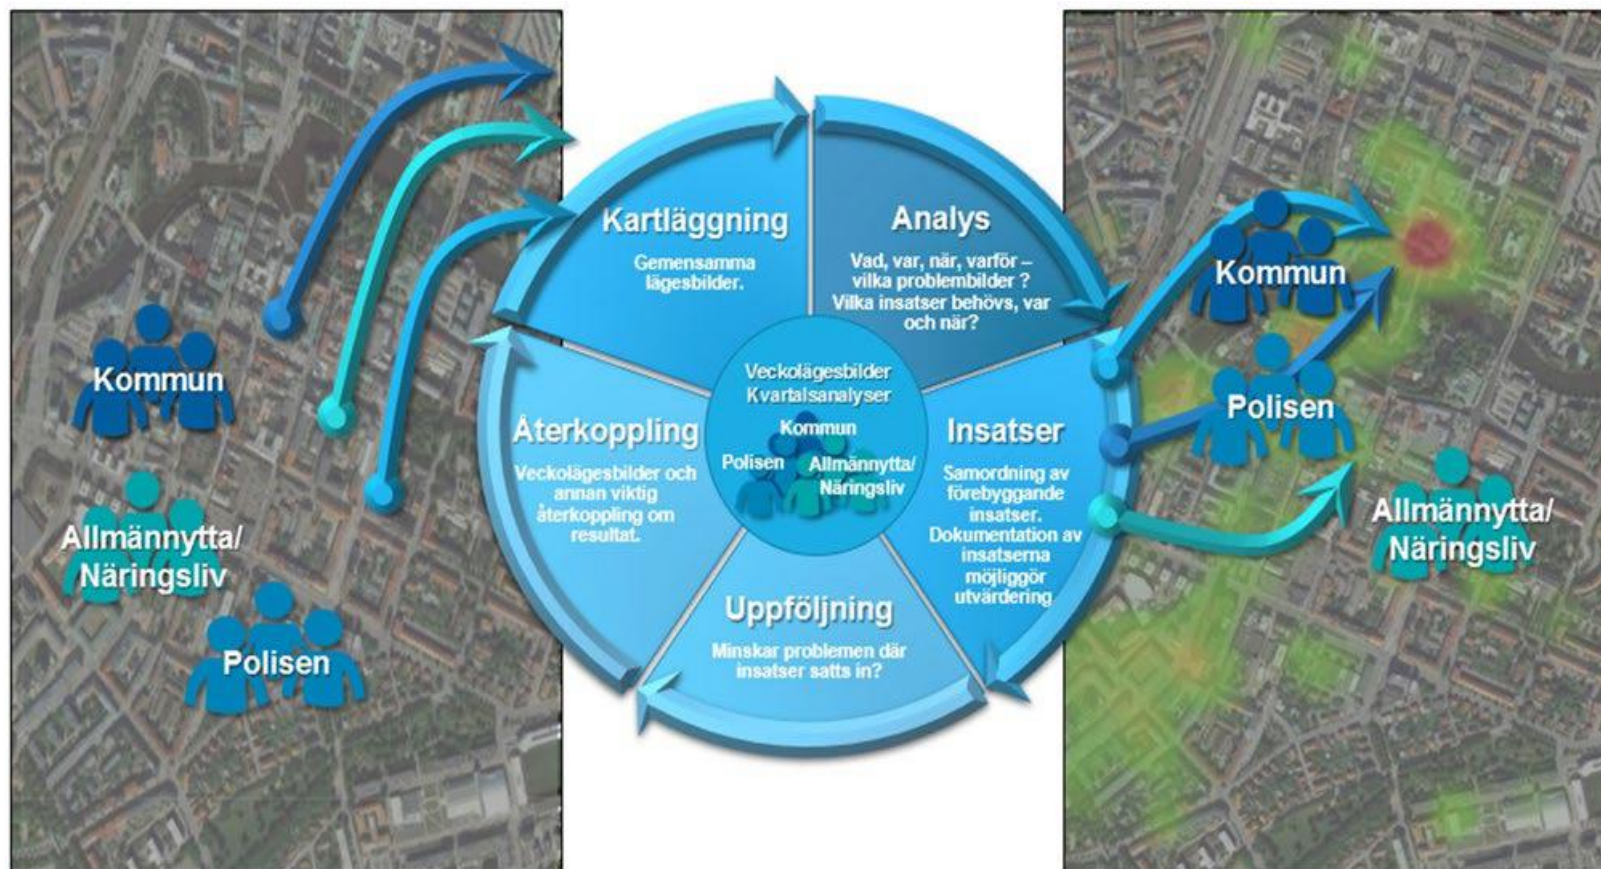 Kommun
Allmännytta/
Näringsliv
Polisen
Kartläggning
Gemensamma
lägesbilder.
Analys
Vad, var, när, varför –
vilka problembilder ?
Vilka insatser behövs, var
och när?
Insatser
Samordning av
förebyggande
insatser.
Dokumentation av
insatserna
möjliggör
utvärdering
Uppföljning
Minskar problemen där
insatser satts in?
Återkoppling
Veckolägesbilder och
annan viktig
återkoppling om
resultat.
Veckolägesbilder
Kvartalsanalyser
Kommun
Polisen
Allmännytta/
Näringsliv
Kommun
Polisen
Allmännytta/
Näringsliv